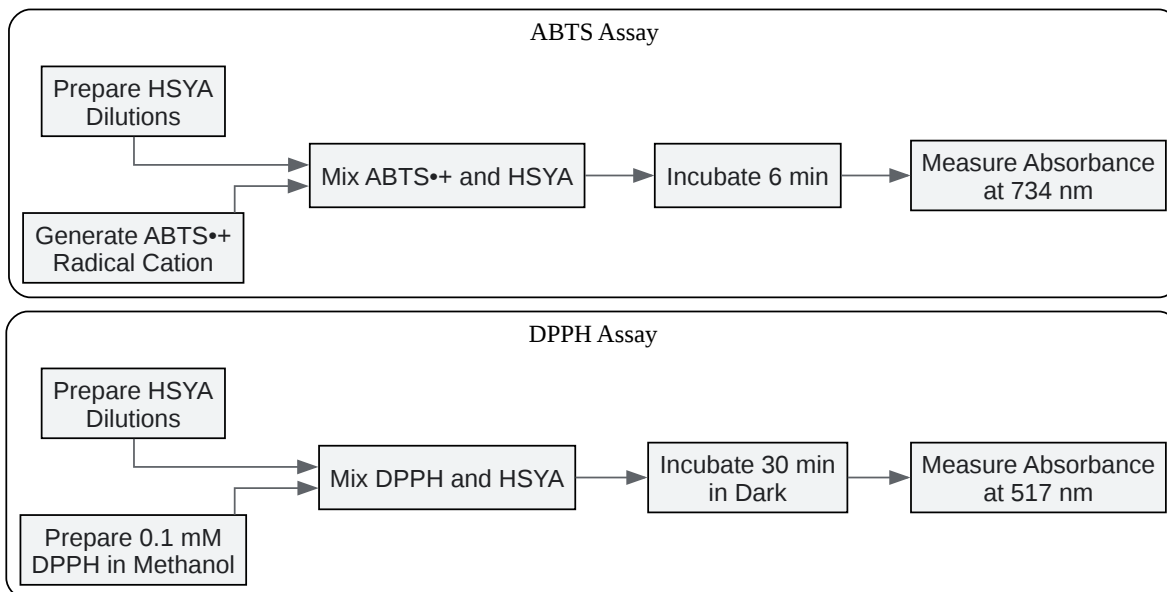 ABTS Assay
Prepare HSYA
Dilutions
Generate ABTS•+
Radical Cation
Mix ABTS•+ and HSYA
Incubate 6 min
Measure Absorbance
at 734 nm
DPPH Assay
Prepare HSYA
Dilutions
Prepare 0.1 mM
DPPH in Methanol
Mix DPPH and HSYA
Incubate 30 min
in Dark
Measure Absorbance
at 517 nm